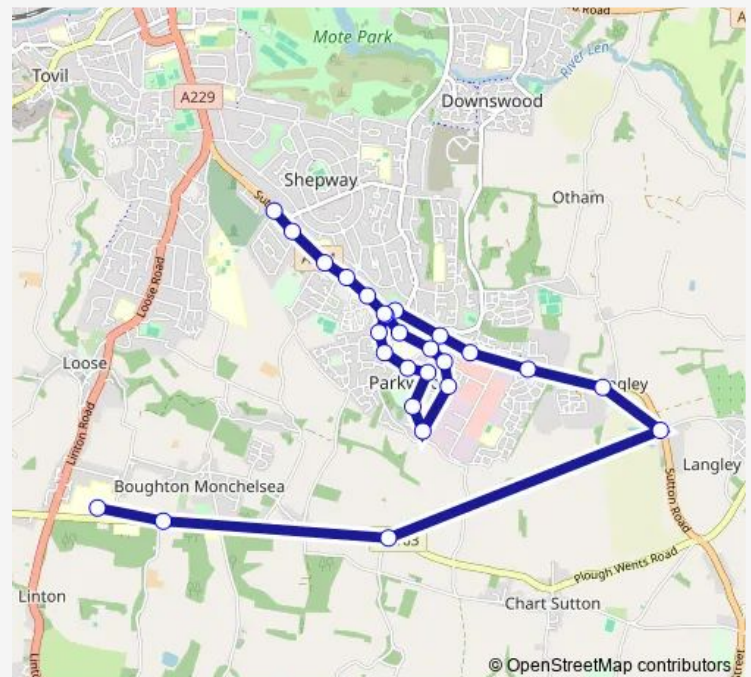 Road
A
Mote Park
River Len
Tovil
A229
Downswood
Shepway
Otham
Loose Road
Loose
Langley
Linton Road
Boughton Monchelsea
Sutton Road
Plough Wents Road
Linton
Chart Sutton
© OpenStreetMap contributors